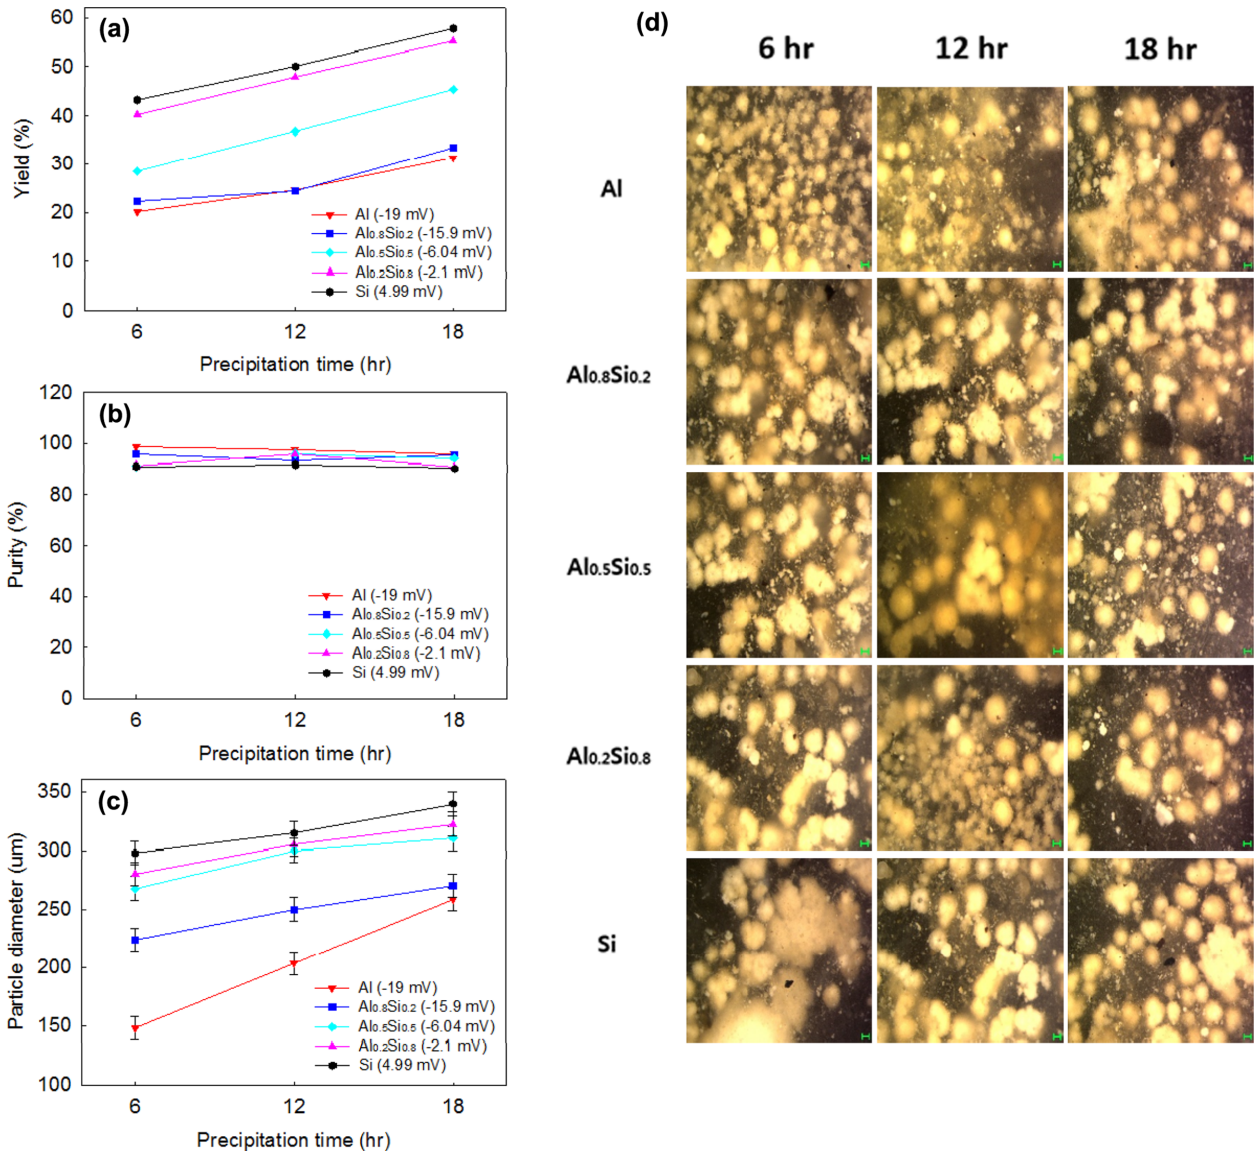 (a)
60
50
40
30
20
10
0
Yield (%)
Al (-19 mV)
Al0.8Si0.2 (-15.9 mV)
Al0.5Si0.5 (-6.04 mV)
Al0.2Si0.8 (-2.1 mV)
Si (4.99 mV)
6 12 18
Precipitation time (hr)
(b)
120
100
80
60
40
20
0
Purity (%)
Al (-19 mV)
Al0.8Si0.2 (-15.9 mV)
Al0.5Si0.5 (-6.04 mV)
Al0.2Si0.8 (-2.1 mV)
Si (4.99 mV)
6 12 18
Precipitation time (hr)
(c)
350
300
250
200
150
100
Particle diameter (um)
Al (-19 mV)
Al0.8Si0.2 (-15.9 mV)
Al0.5Si0.5 (-6.04 mV)
Al0.2Si0.8 (-2.1 mV)
Si (4.99 mV)
6 12 18
Precipitation time (hr)
(d)
6 hr 12 hr 18 hr
Al
Al0.8Si0.2
Al0.5Si0.5
Al0.2Si0.8
Si